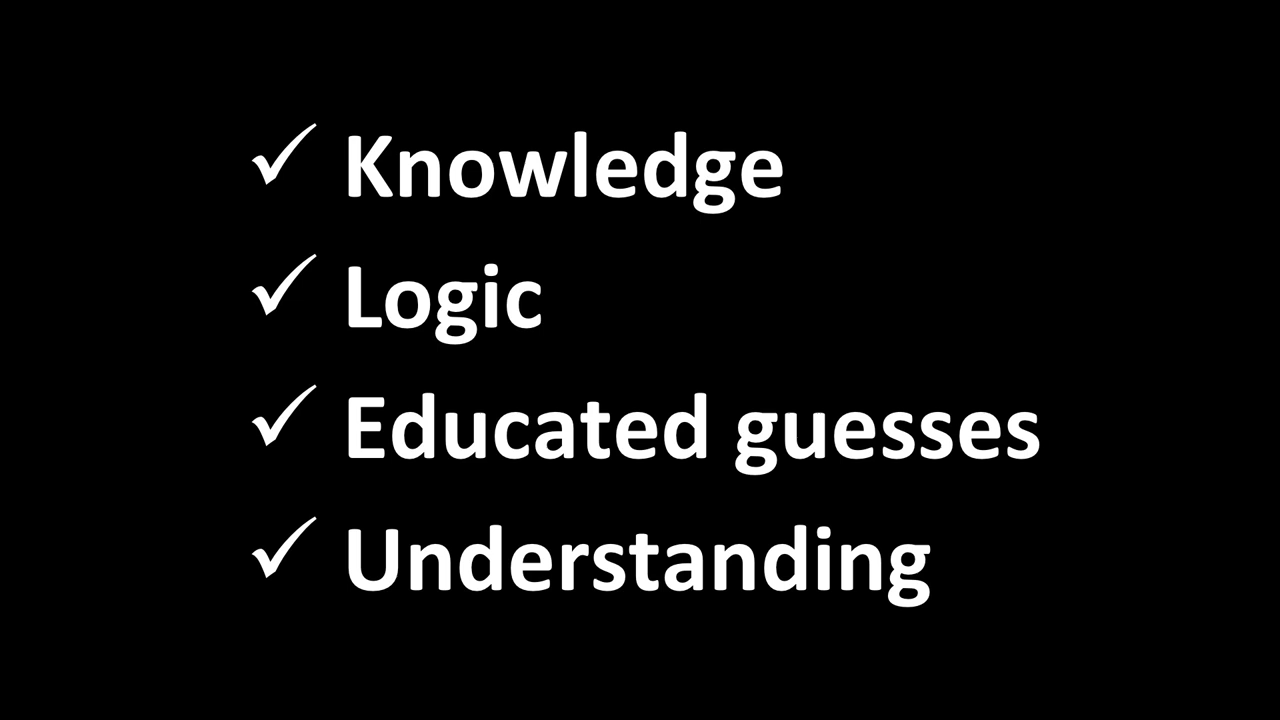 ✓ Knowledge
✓ Logic
✓ Educated guesses
✓ Understanding